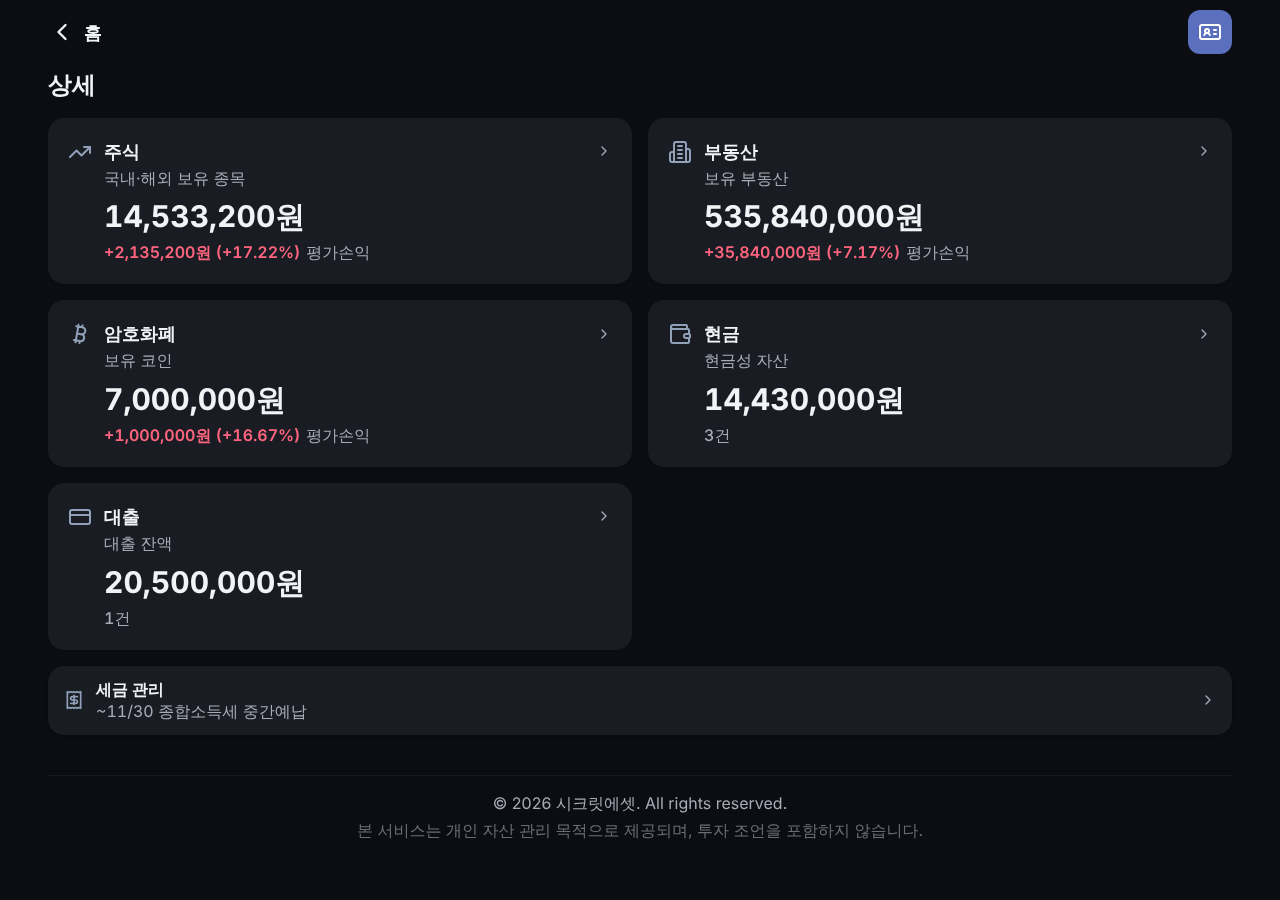 홈
상세
주식
국내·해외 보유 종목
14,533,200원
+2,135,200원 (+17.22%) 평가손익
부동산
보유 부동산
535,840,000원
+35,840,000원 (+7.17%) 평가손익
암호화폐
보유 코인
7,000,000원
+1,000,000원 (+16.67%) 평가손익
현금
현금성 자산
14,430,000원
3건
대출
대출 잔액
20,500,000원
1건
세금 관리
~11/30 종합소득세 중간예납
© 2026 시크릿에셋. All rights reserved.
본 서비스는 개인 자산 관리 목적으로 제공되며, 투자 조언을 포함하지 않습니다.